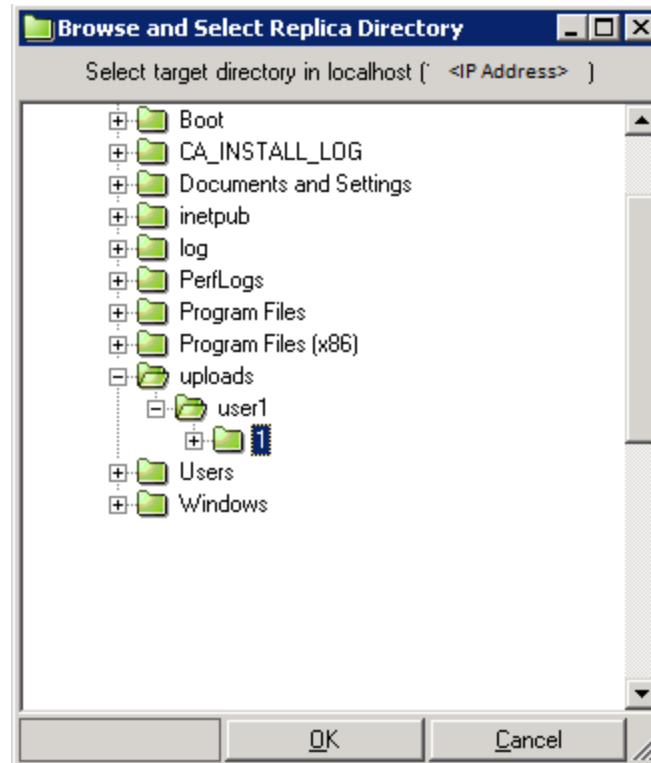 Browse and Select Replica Directory
Select target directory in localhost (' <IP Address> )
Boot
CA_INSTALL_LOG
Documents and Settings
inetpub
log
PerfLogs
Program Files
Program Files (x86)
uploads
user1
1
Users
Windows
OK
Cancel